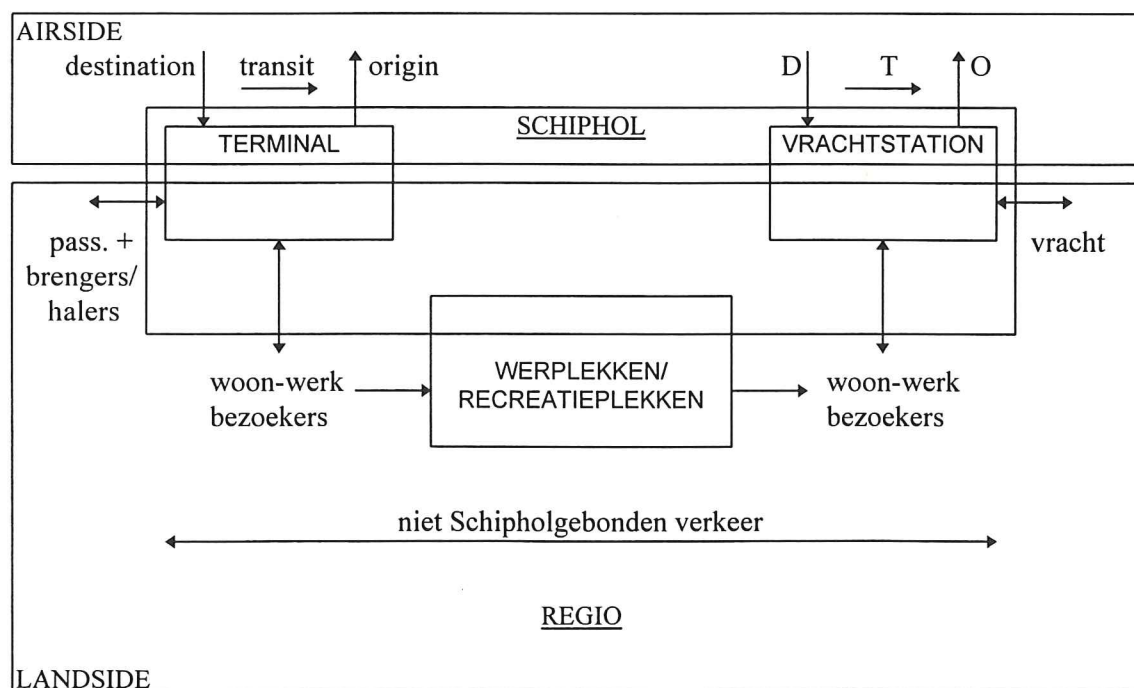 AIRSIDE
destination transit origin D T O
SCHIPHOL
TERMINAL VRACHTSTATION
pass. +
brengers/
halers
vracht
WERPLEKKEN/
RECREATIEPLEKKEN
woon-werk
bezoekers
woon-werk
bezoekers
niet Schipholgebonden verkeer
REGIO
LANDSIDE